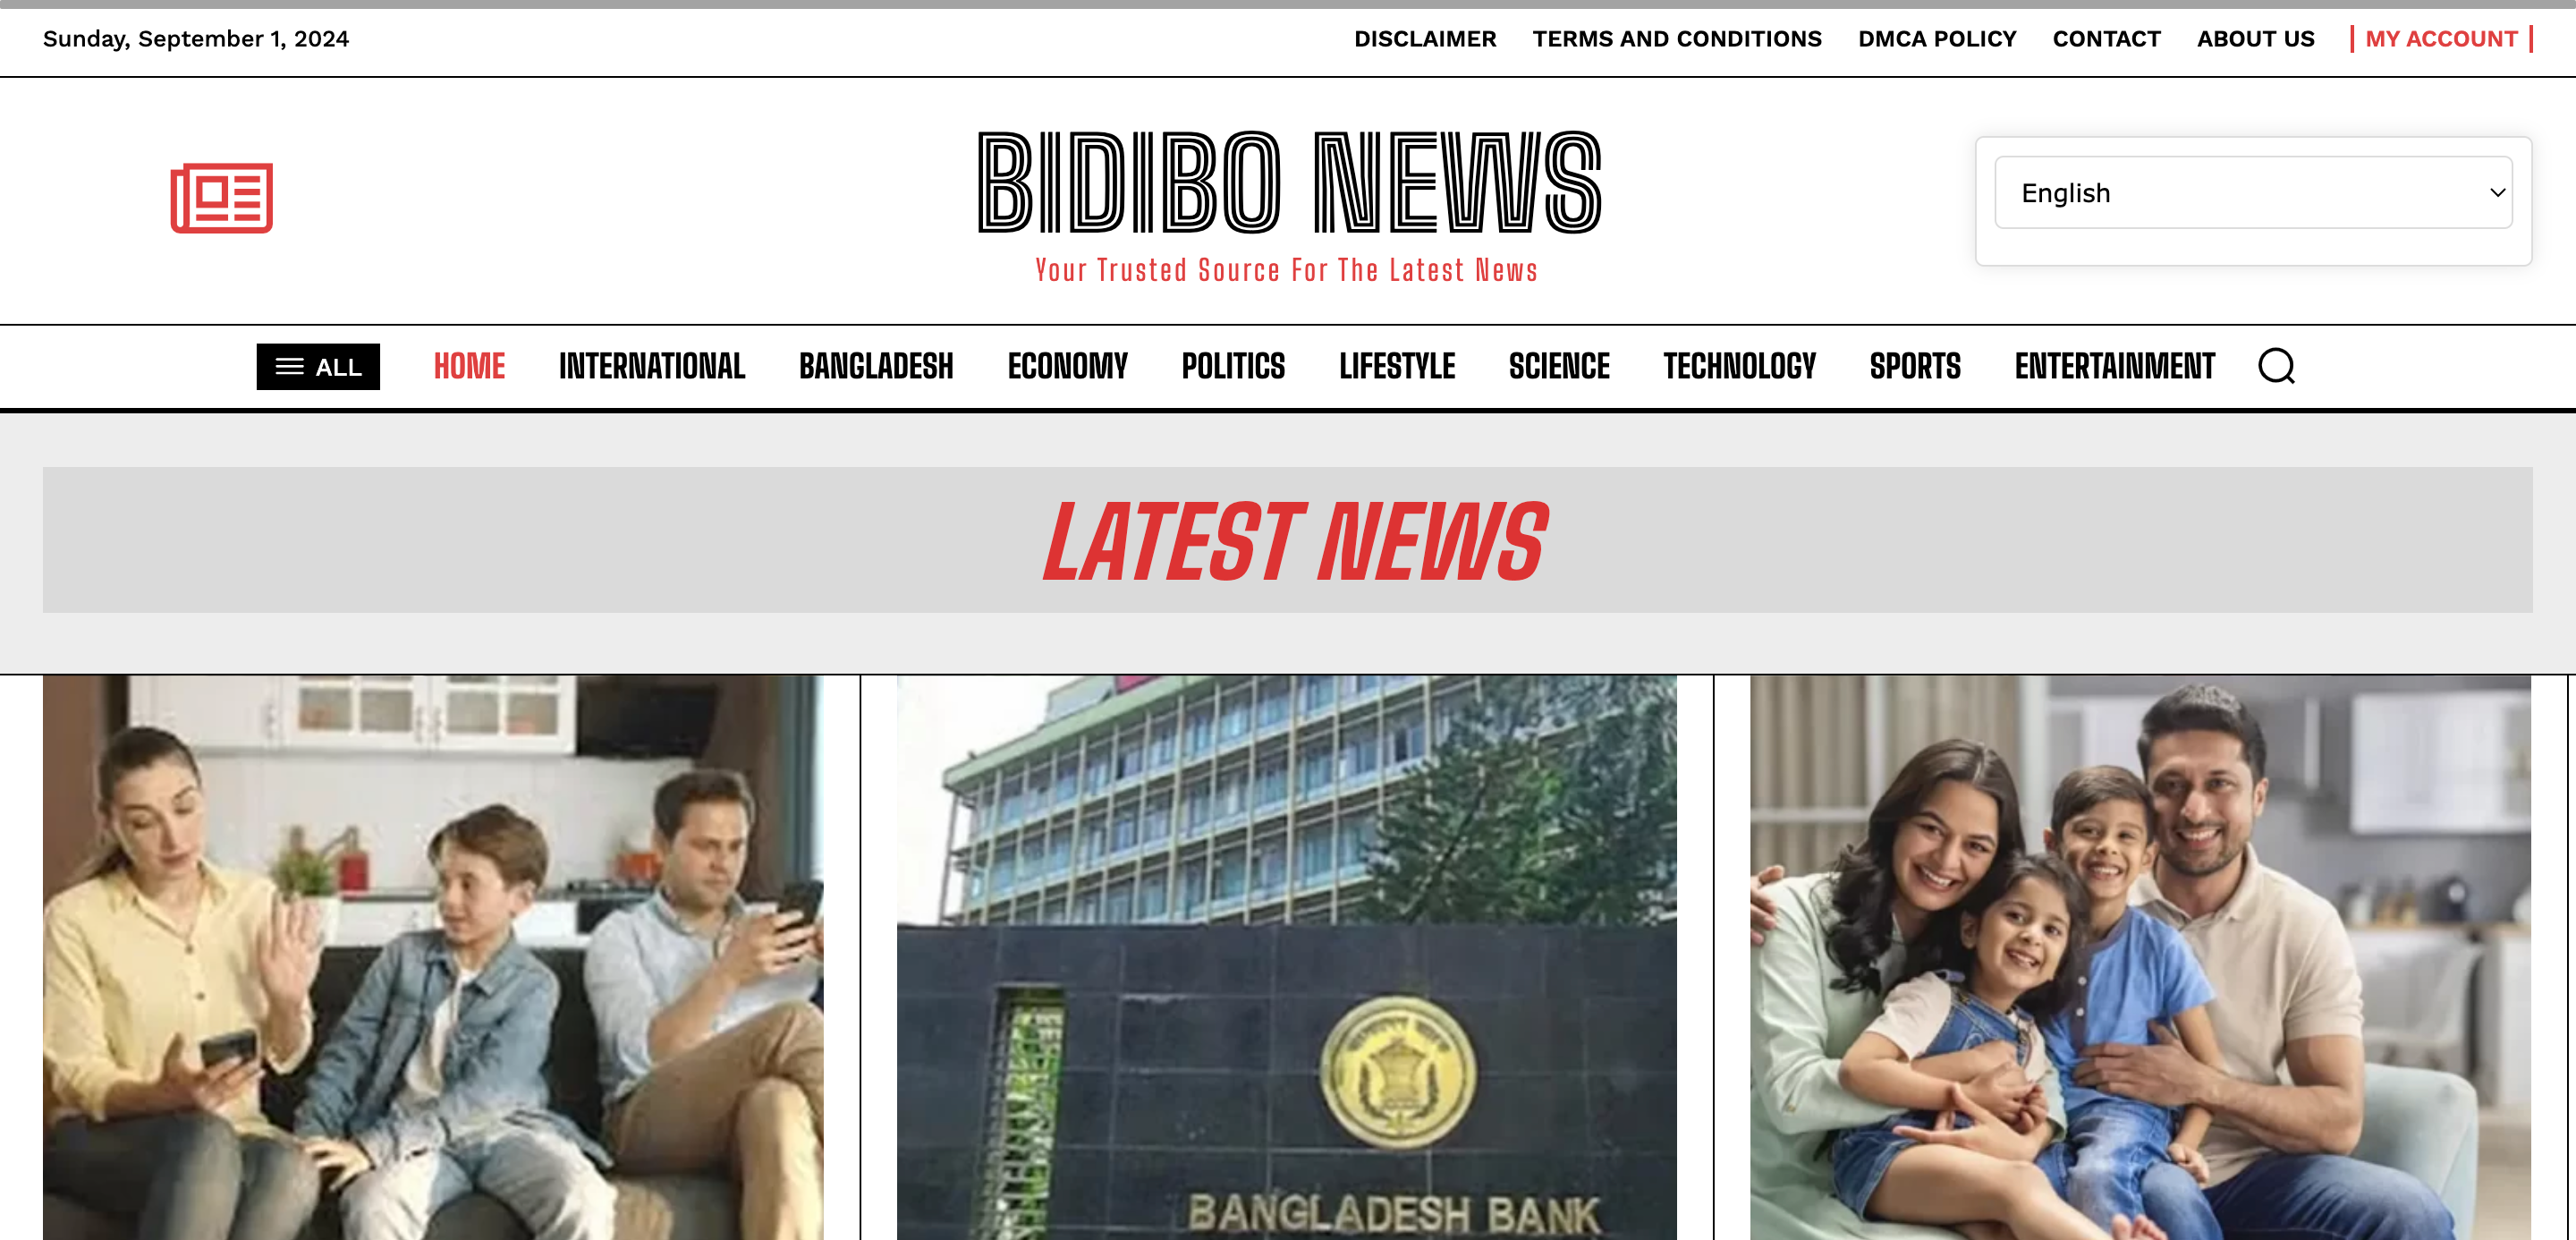 Sunday, September 1, 2024
DISCLAIMER TERMS AND CONDITIONS DMCA POLICY CONTACT ABOUT US MY ACCOUNT
BIDIBO NEWS
Your Trusted Source For The Latest News
English
ALL HOME INTERNATIONAL BANGLADESH ECONOMY POLITICS LIFESTYLE SCIENCE TECHNOLOGY SPORTS ENTERTAINMENT
LATEST NEWS
BANGLADESH BANK